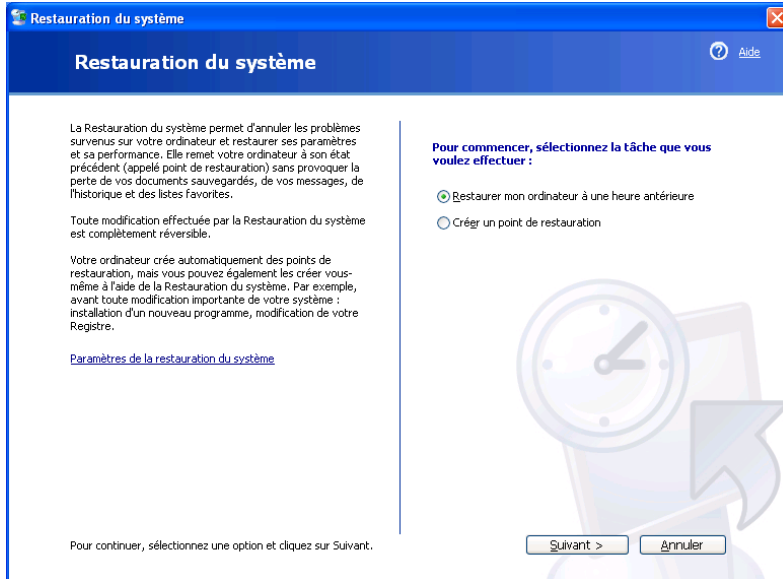 Restauration du système
Restauration du système
Aide
La Restauration du système permet d'annuler les problèmes
survenus sur votre ordinateur et restaurer ses paramètres
et sa performance. Elle remet votre ordinateur à son état
précédent (appelé point de restauration) sans provoquer la
perte de vos documents sauvegardés, de vos messages, de
l'historique et des listes favorites.
Toute modification effectuée par la Restauration du système
est complètement réversible.
Votre ordinateur crée automatiquement des points de
restauration, mais vous pouvez également les créer vous-
même à l'aide de la Restauration du système. Par exemple,
avant toute modification importante de votre système :
installation d'un nouveau programme, modification de votre
Registre.
Paramètres de la restauration du système
Pour commencer, sélectionnez la tâche que vous
voulez effectuer :
Restaurer mon ordinateur à une heure antérieure
Créer un point de restauration
Pour continuer, sélectionnez une option et cliquez sur Suivant.
Suivant >
Annuler